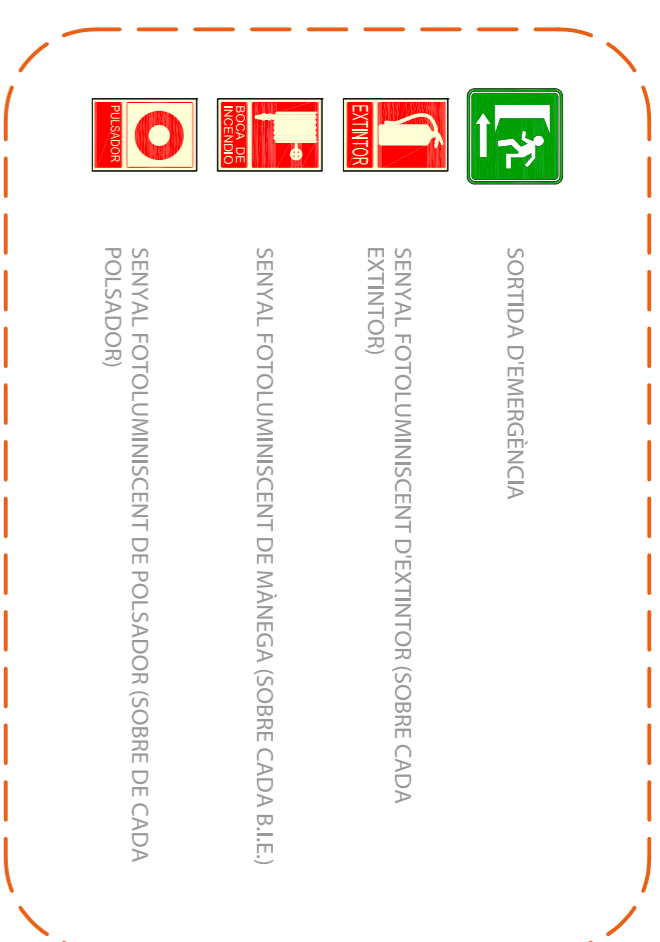 SORTIDA D'EMERGÈNCIA
EXTINTOR
SENYAL FOTOLUMINISCENT D'EXTINTOR (SOBRE CADA
EXTINTOR)
BOCA DE
INCENDIO
SENYAL FOTOLUMINISCENT DE MÀNEGA (SOBRE CADA B.I.E.)
PULSADOR
SENYAL FOTOLUMINISCENT DE POLSADOR (SOBRE DE CADA
POLSADOR)